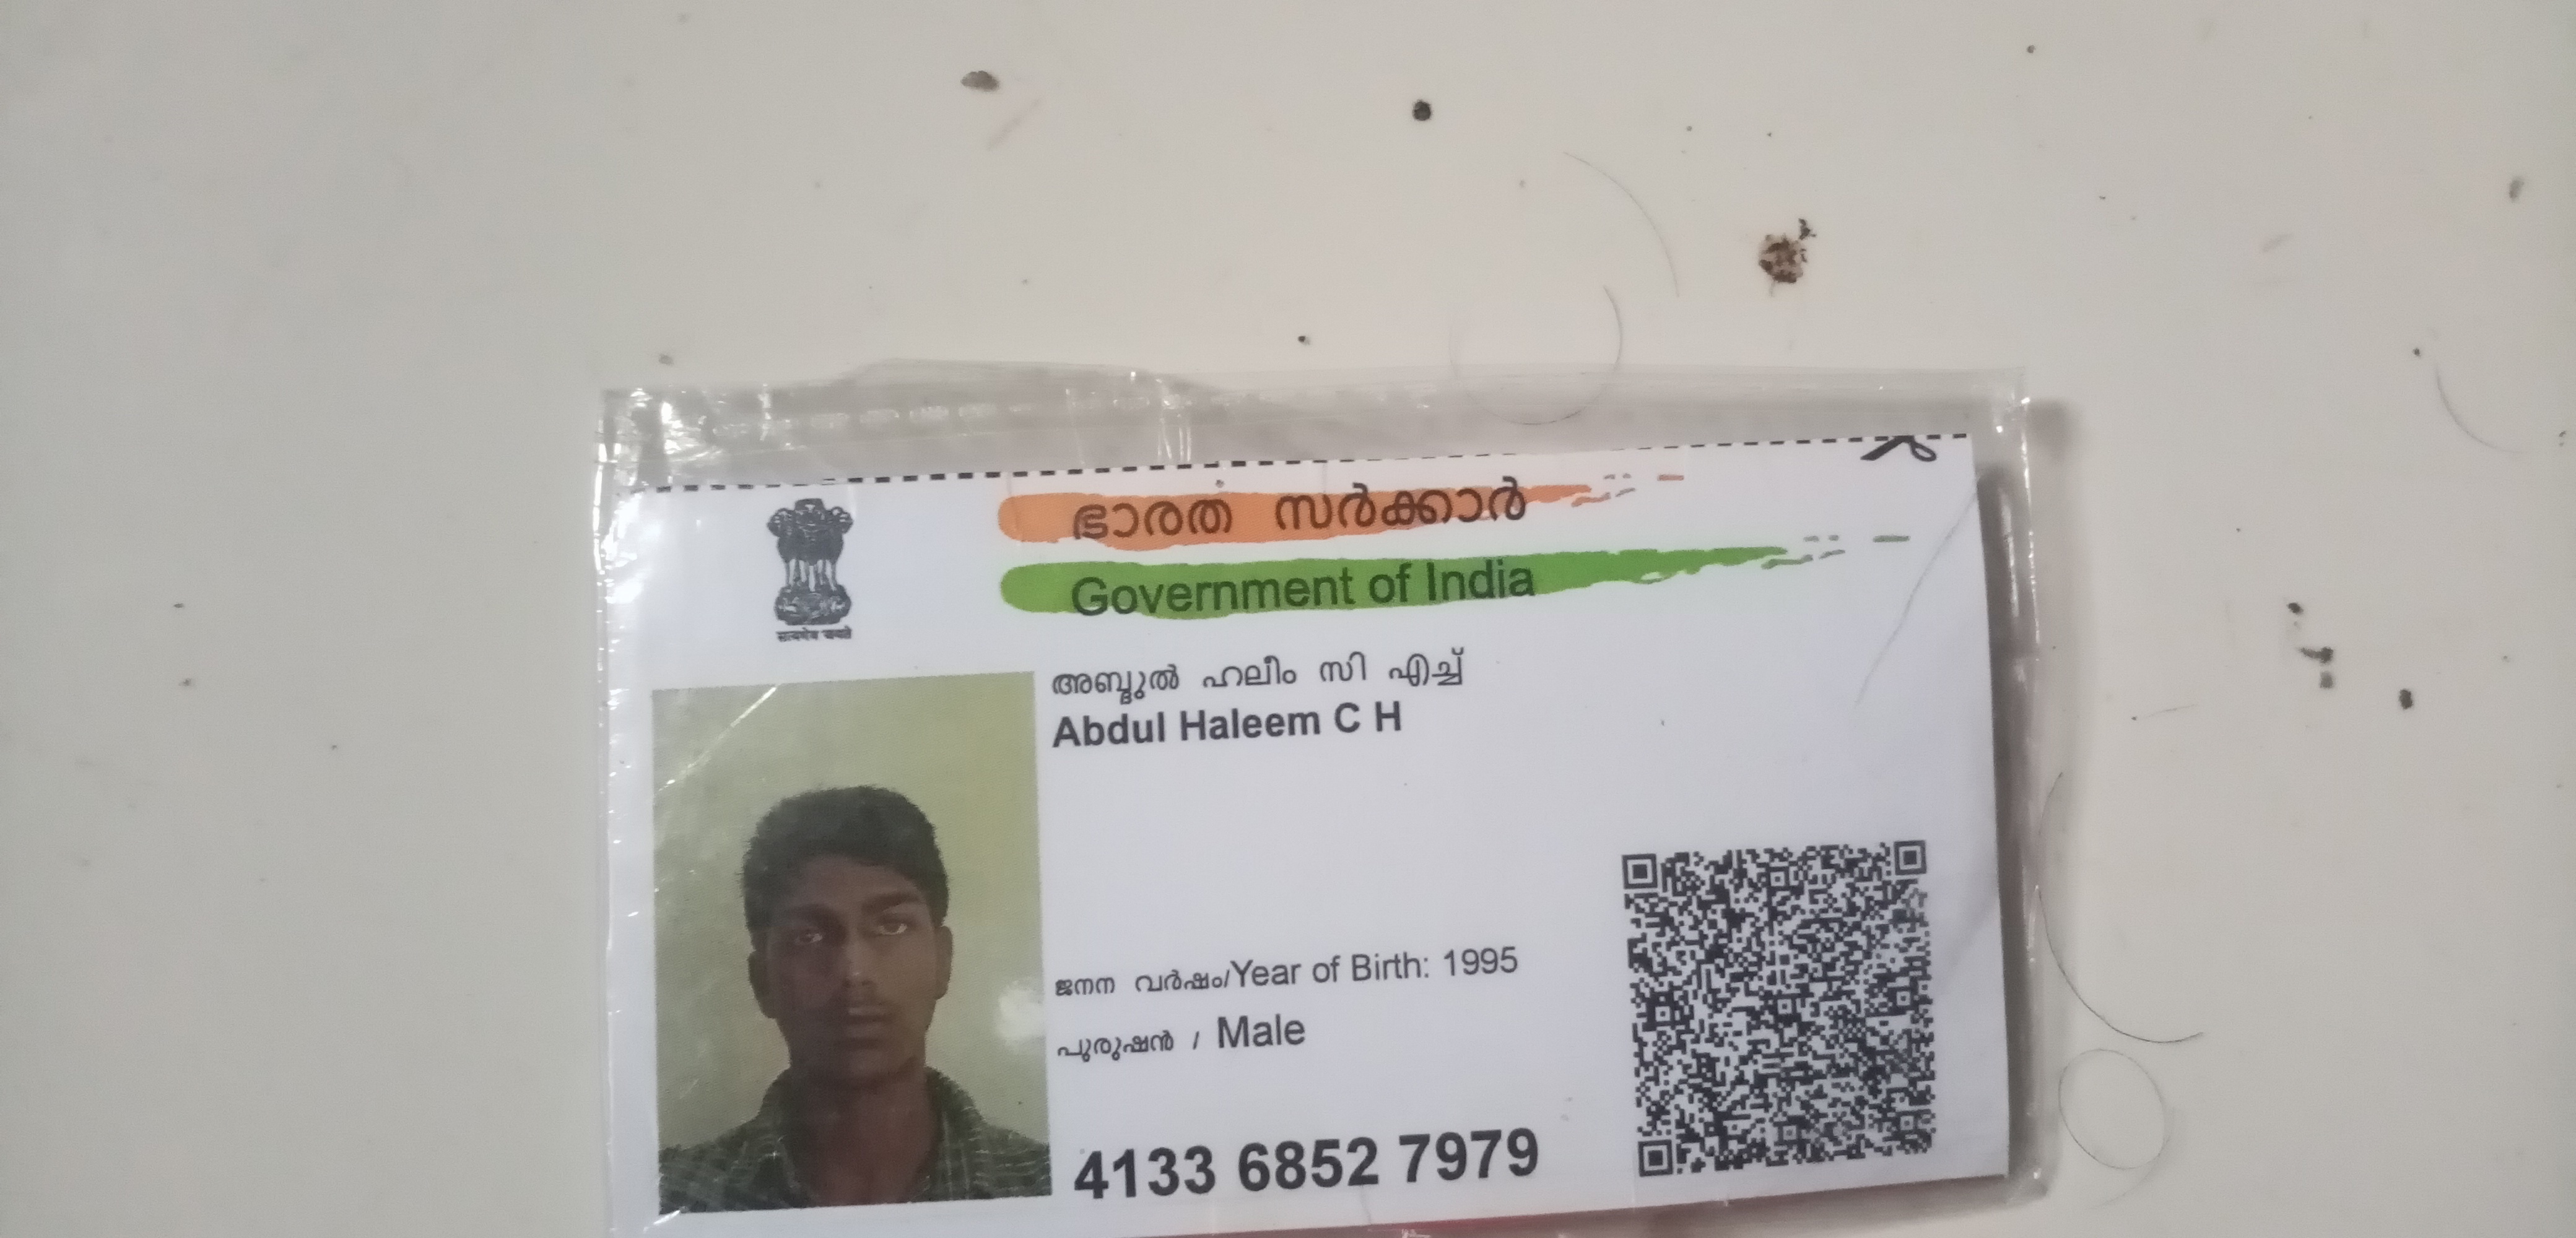 ഭാരത സർക്കാർ
Government of India
सत्यमेव जयते
അബ്ദുൽ ഹലീം സി എച്ച്
Abdul Haleem C H
ജനന വർഷം/Year of Birth: 1995
പുരുഷൻ / Male
4133 6852 7979